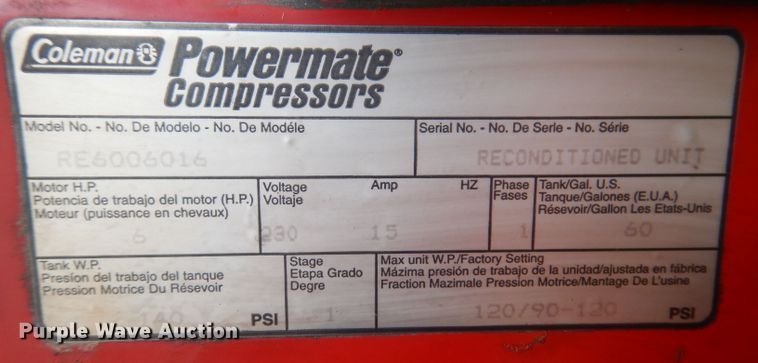 Coleman Powermate®
Compressors
Model No. - No. De Modelo - No. De Modéle
RE6006016
Serial No. - No. De Serle - No. Série
RECONDITIONED UNIT
Motor H.P.
Potencia de trabajo del motor (H.P.)
Moteur (puissance en chevaux)
6
Voltage Amp HZ
Voltaje
230 15
Phase
Fases
1
Tank/Gal. U.S.
Tanque/Galones (E.U.A.)
Résevoir/Gallon Les Etats-Unis
60
Tank W.P.
Presion del trabajo del tanque
Pression Motrice Du Résevoir
140 PSI
Stage
Etapa Grado
Degre
1
Max unit W.P./Factory Setting
Mázima presión de trabajo de la unidad/ajustada en fábrica
Fraction Mazimale Pression Motrice/Mantage De L'usine
120/90-120 PSI
Purple Wave Auction